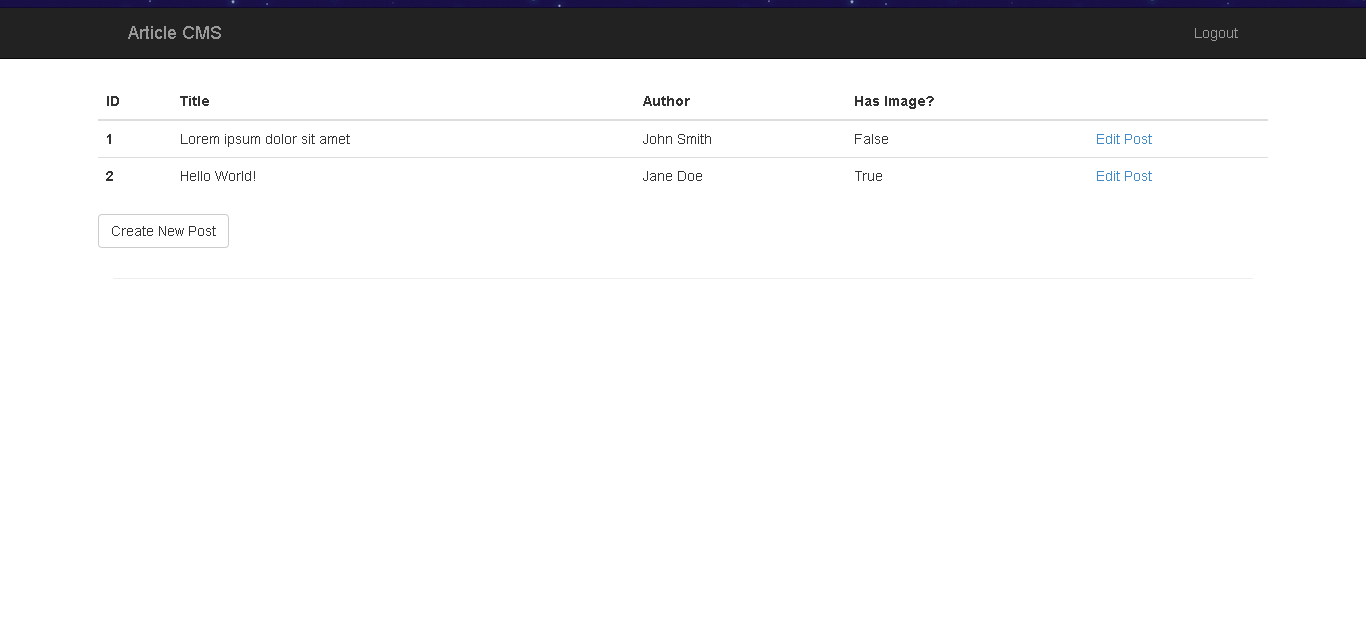 Article CMS Logout
ID Title Author Has Image?
1 Lorem ipsum dolor sit amet John Smith False Edit Post
2 Hello World! Jane Doe True Edit Post
Create New Post